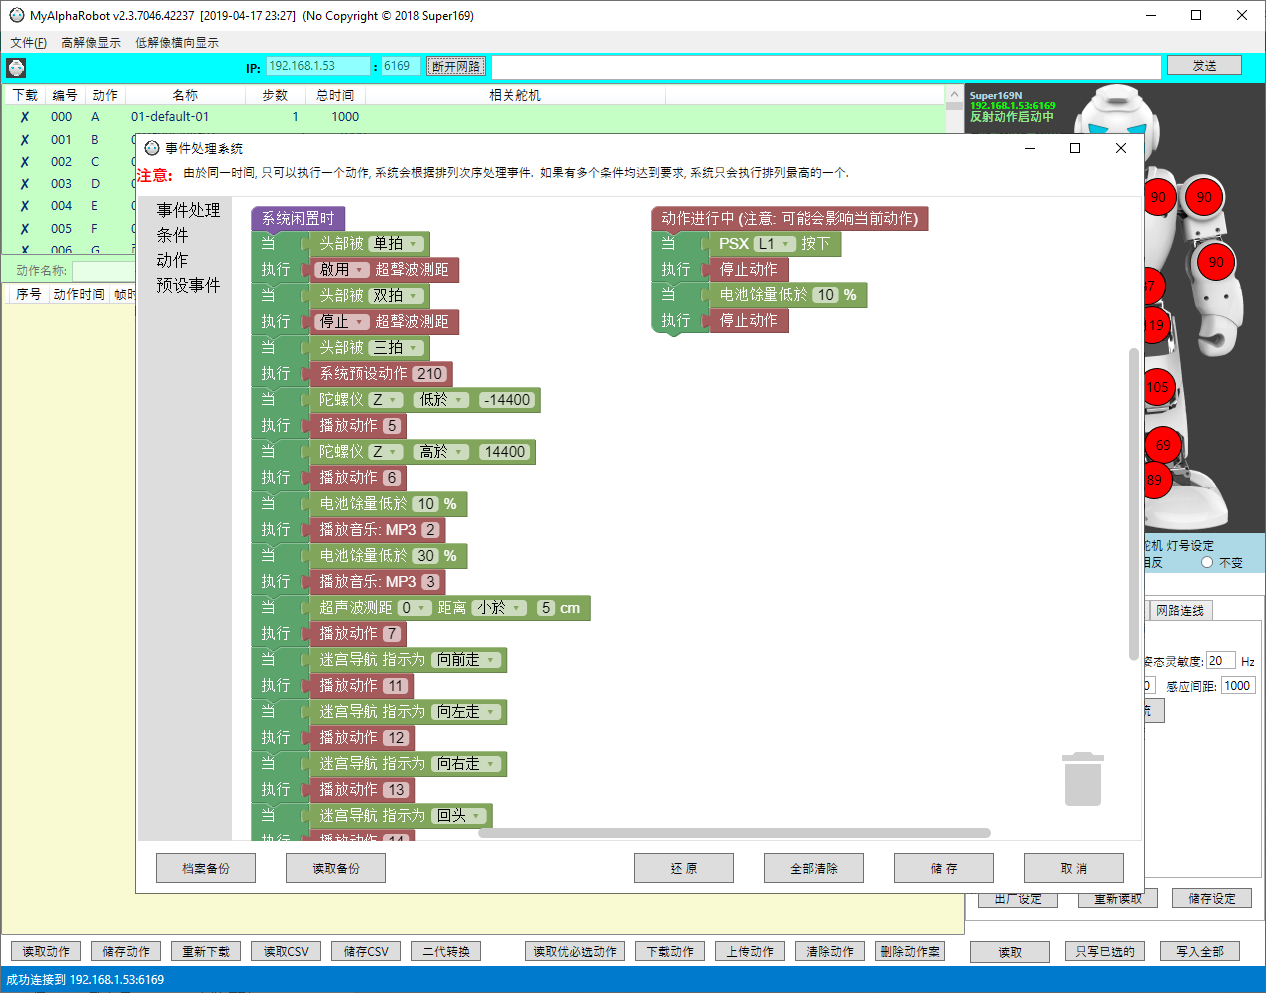 MyAlphaRobot v2.3.7046.42237 [2019-04-17 23:27] (No Copyright © 2018 Super169)
文件(F) 高解像显示 低解像横向显示
IP: 192.168.1.53 : 6169 断开网路 发送
下载 编号 动作 名称 步数 总时间 相关舵机
✗ 000 A 01-default-01 1 1000
✗ 001 B
✗ 002 C
✗ 003 D
✗ 004 E
✗ 005 F
✗ 006 G
动作名称:
序号 动作时间 帧时
Super169N
192.168.1.53:6169
反射动作启动中
90 90
90
119
105
69
89
事件处理系统
注意: 由於同一时间, 只可以执行一个动作, 系统会根据排列次序处理事件. 如果有多个条件均达到要求, 系统只会执行排列最高的一个.
事件处理
条件
动作
预设事件
系统闲置时
当 头部被 单拍
执行 啟用 超聲波測距
当 头部被 双拍
执行 停止 超聲波測距
当 头部被 三拍
执行 系统预设动作 210
当 陀螺仪 Z 低於 -14400
执行 播放动作 5
当 陀螺仪 Z 高於 14400
执行 播放动作 6
当 电池馀量低於 10 %
执行 播放音乐: MP3 2
当 电池馀量低於 30 %
执行 播放音乐: MP3 3
当 超声波测距 0 距离 小於 5 cm
执行 播放动作 7
当 迷宫导航 指示为 向前走
执行 播放动作 11
当 迷宫导航 指示为 向左走
执行 播放动作 12
当 迷宫导航 指示为 向右走
执行 播放动作 13
当 迷宫导航 指示为 回头
执行 播放动作 14
动作进行中 (注意: 可能会影响当前动作)
当 PSX L1 按下
执行 停止动作
当 电池馀量低於 10 %
执行 停止动作
档案备份 读取备份 还 原 全部清除 储 存 取 消
舵机 灯号设定
相反 不变
网路连线
姿态灵敏度: 20 Hz
0 感应间距: 1000
出厂设定 重新读取 储存设定
读取动作 储存动作 重新下载 读取CSV 储存CSV 二代转换 读取优必选动作 下载动作 上传动作 清除动作 删除动作案 读取 只写已选的 写入全部
成功连接到 192.168.1.53:6169